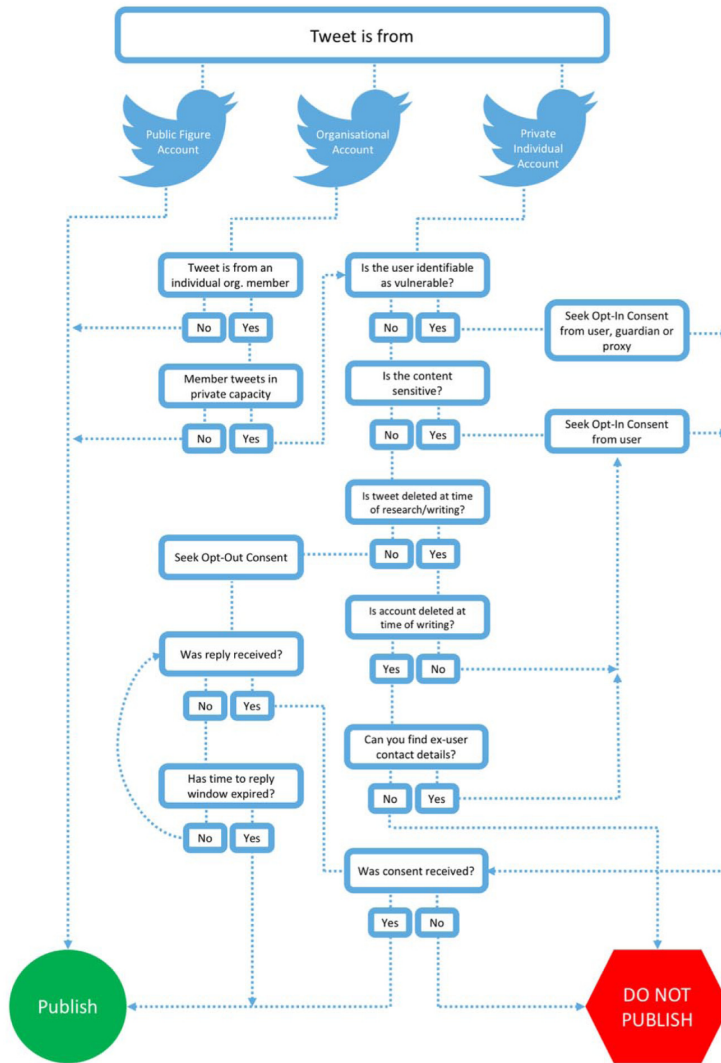 Tweet is from
Public Figure
Account
Organisational
Account
Private
Individual
Account
Tweet is from an
individual org. member
No
Yes
Is the user identifiable
as vulnerable?
No
Yes
Seek Opt-In Consent
from user, guardian or
proxy
Member tweets in
private capacity
No
Yes
Is the content
sensitive?
No
Yes
Seek Opt-In Consent
from user
Is tweet deleted at time
of research/writing?
No
Yes
Seek Opt-Out Consent
Is account deleted at
time of writing?
Yes
No
Was reply received?
No
Yes
Can you find ex-user
contact details?
No
Yes
Has time to reply
window expired?
No
Yes
Was consent received?
Yes
No
Publish
DO NOT
PUBLISH